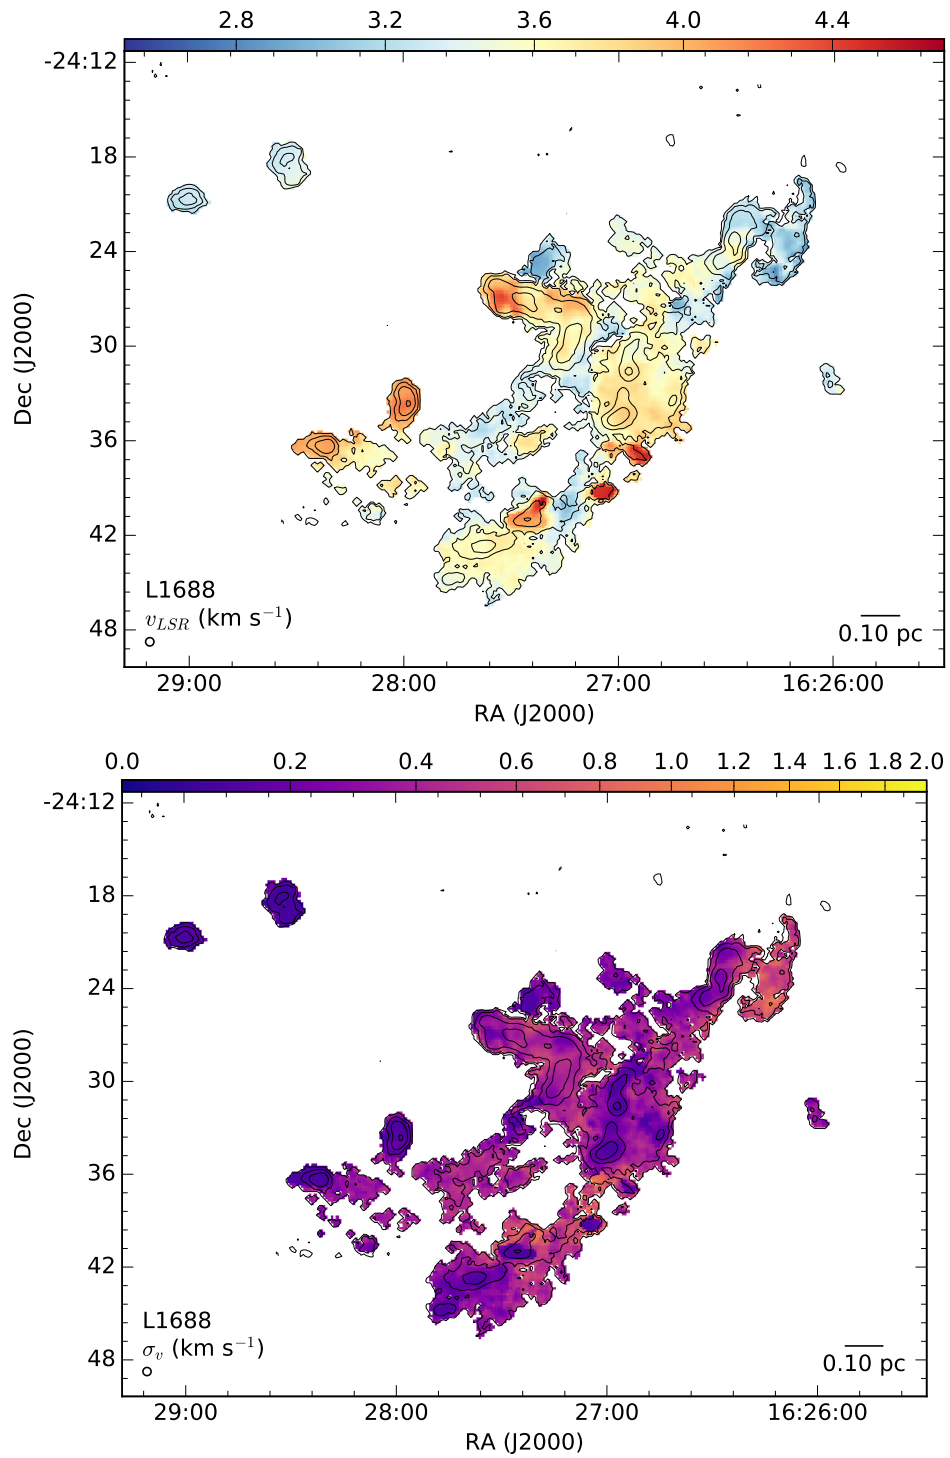 2.8 3.2 3.6 4.0 4.4
-24:12
18
24
30
36
42
48
Dec (J2000)
L1688
v_{LSR} (km s^{-1})
0.10 pc
29:00 28:00 27:00 16:26:00
RA (J2000)
0.0 0.2 0.4 0.6 0.8 1.0 1.2 1.4 1.6 1.8 2.0
-24:12
18
24
30
36
42
48
Dec (J2000)
L1688
σ_v (km s^{-1})
0.10 pc
29:00 28:00 27:00 16:26:00
RA (J2000)